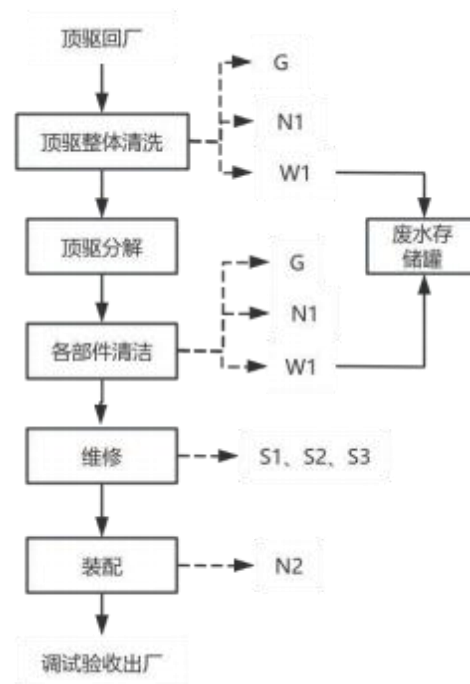 顶驱回厂
G
N1
顶驱整体清洗
W1
顶驱分解
废水存
储罐
G
N1
各部件清洁
W1
维修
S1、S2、S3
装配
N2
调试验收出厂